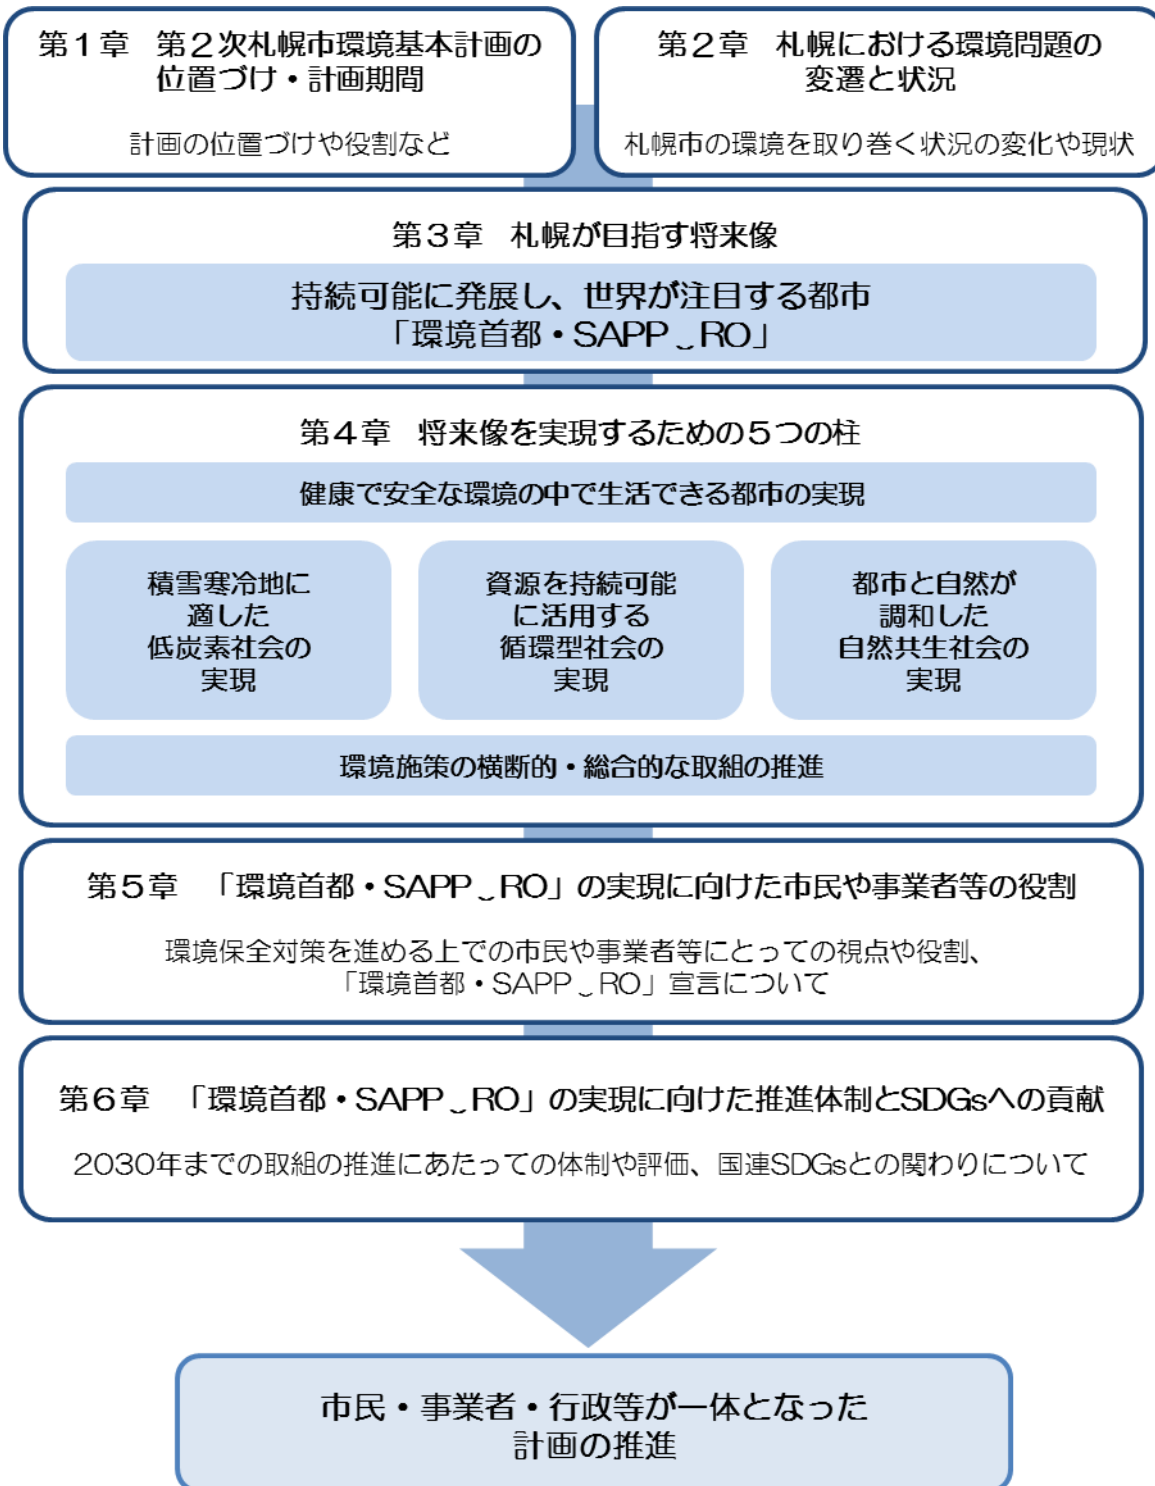 第1章 第2次札幌市環境基本計画の
位置づけ・計画期間
計画の位置づけや役割など
第2章 札幌における環境問題の
変遷と状況
札幌市の環境を取り巻く状況の変化や現状
第3章 札幌が目指す将来像
持続可能に発展し、世界が注目する都市
「環境首都・SAPP‿RO」
第4章 将来像を実現するための5つの柱
健康で安全な環境の中で生活できる都市の実現
積雪寒冷地に
適した
低炭素社会の
実現
資源を持続可能
に活用する
循環型社会の
実現
都市と自然が
調和した
自然共生社会の
実現
環境施策の横断的・総合的な取組の推進
第5章 「環境首都・SAPP‿RO」の実現に向けた市民や事業者等の役割
環境保全対策を進める上での市民や事業者等にとっての視点や役割、
「環境首都・SAPP‿RO」宣言について
第6章 「環境首都・SAPP‿RO」の実現に向けた推進体制とSDGsへの貢献
2030年までの取組の推進にあたっての体制や評価、国連SDGsとの関わりについて
市民・事業者・行政等が一体となった
計画の推進